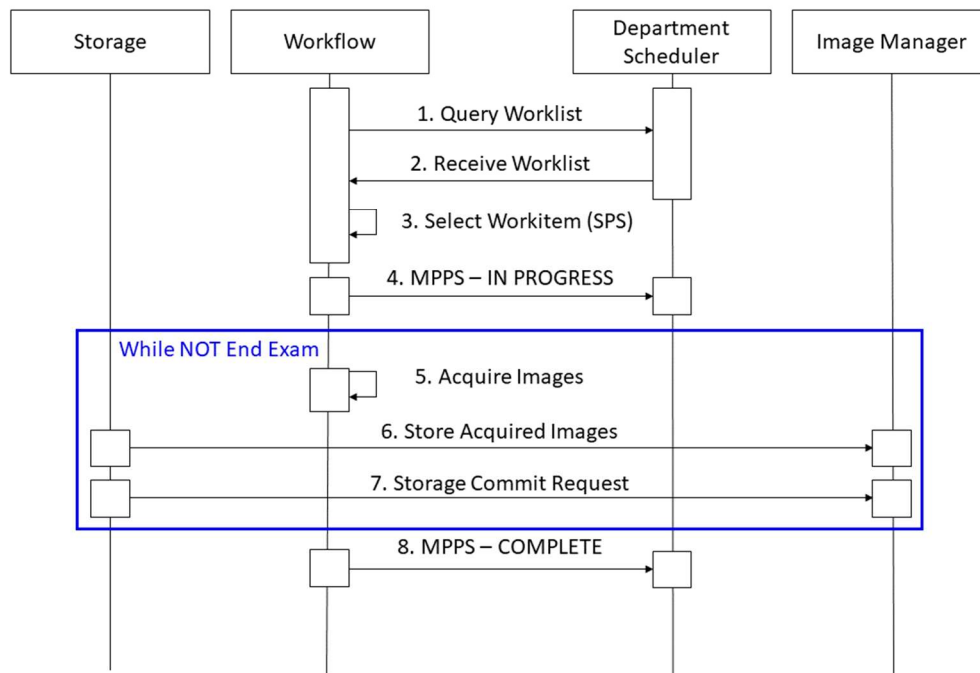 Storage
Workflow
Department
Scheduler
Image Manager
1. Query Worklist
2. Receive Worklist
3. Select Workitem (SPS)
4. MPPS – IN PROGRESS
While NOT End Exam
5. Acquire Images
6. Store Acquired Images
7. Storage Commit Request
8. MPPS – COMPLETE